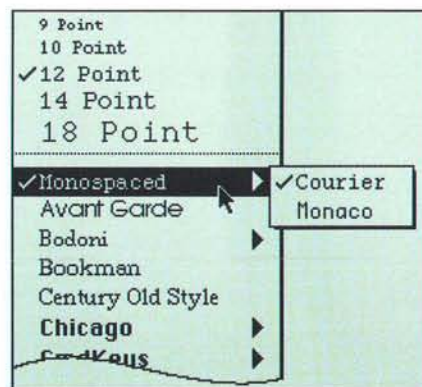 9 Point
10 Point
✓12 Point
14 Point
18 Point
✓Monospaced
Avant Garde
Bodoni
Bookman
Century Old Style
Chicago
✓Courier
Monaco